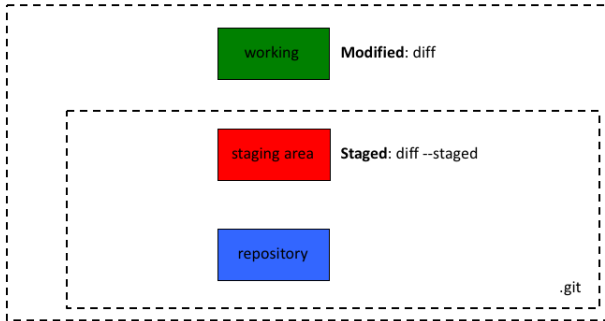 working Modified: diff
staging area Staged: diff --staged
repository
.git